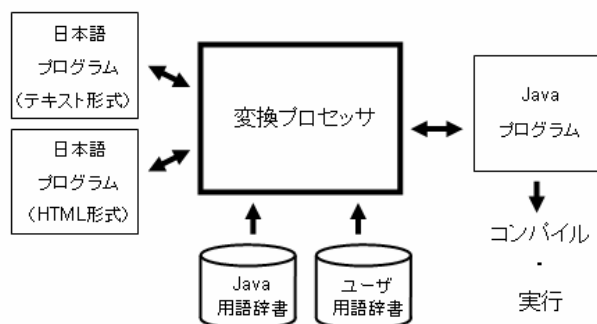 日本語
プログラム
(テキスト形式)
日本語
プログラム
(HTML形式)
変換プロセッサ
Java
用語辞書
ユーザ
用語辞書
Java
プログラム
コンパイル
・
実行